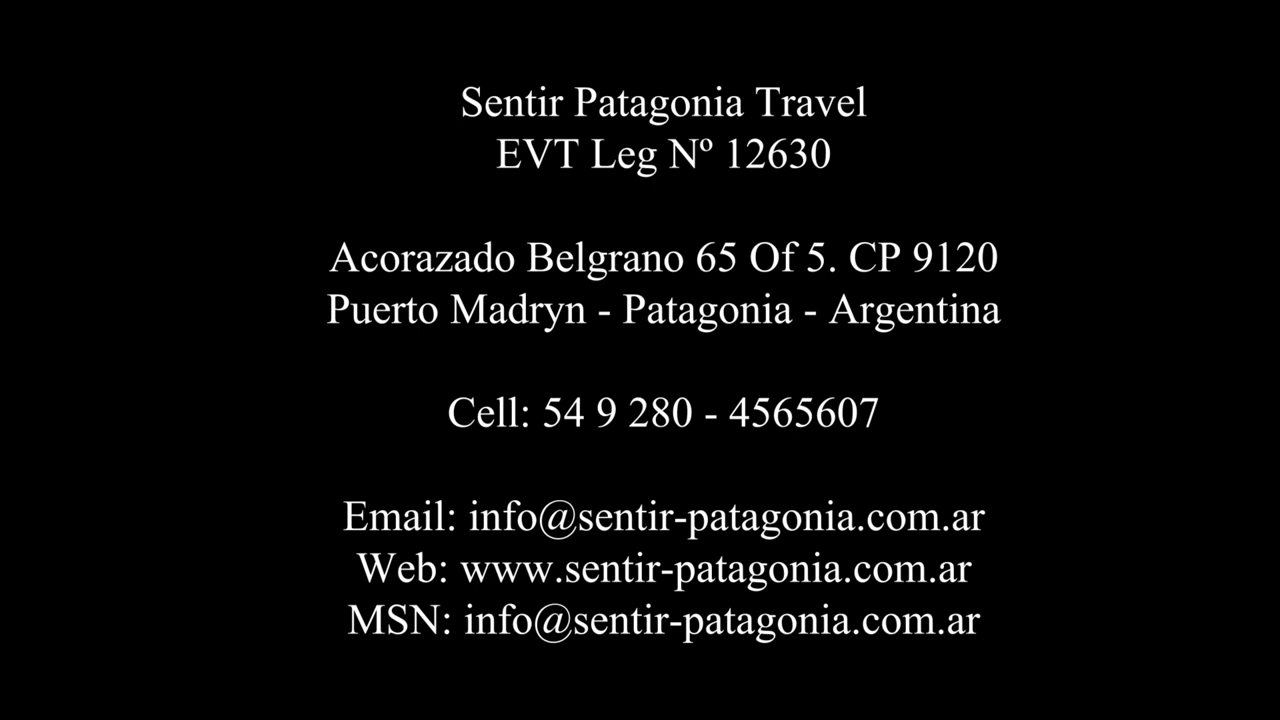 Sentir Patagonia Travel
EVT Leg Nº 12630
Acorazado Belgrano 65 Of 5. CP 9120
Puerto Madryn - Patagonia - Argentina
Cell: 54 9 280 - 4565607
Email: info@sentir-patagonia.com.ar
Web: www.sentir-patagonia.com.ar
MSN: info@sentir-patagonia.com.ar